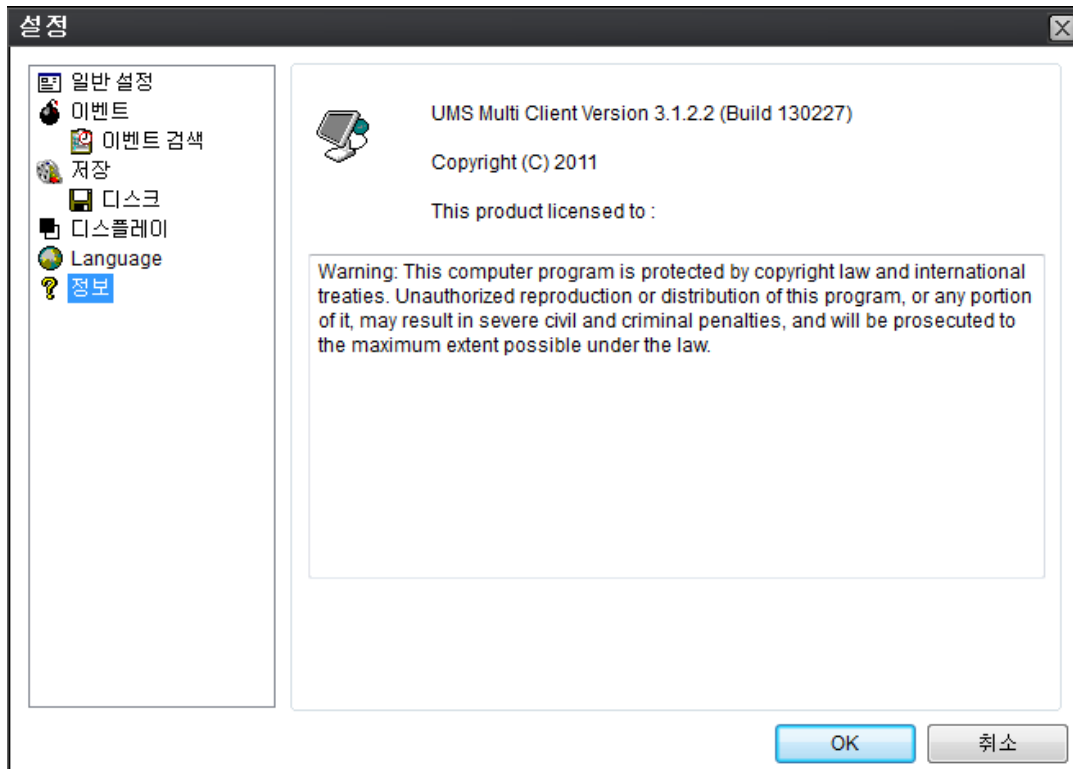 설정
일반 설정
이벤트
이벤트 검색
저장
디스크
디스플레이
Language
정보
UMS Multi Client Version 3.1.2.2 (Build 130227)
Copyright (C) 2011
This product licensed to :
Warning: This computer program is protected by copyright law and international
treaties. Unauthorized reproduction or distribution of this program, or any portion
of it, may result in severe civil and criminal penalties, and will be prosecuted to
the maximum extent possible under the law.
OK
취소